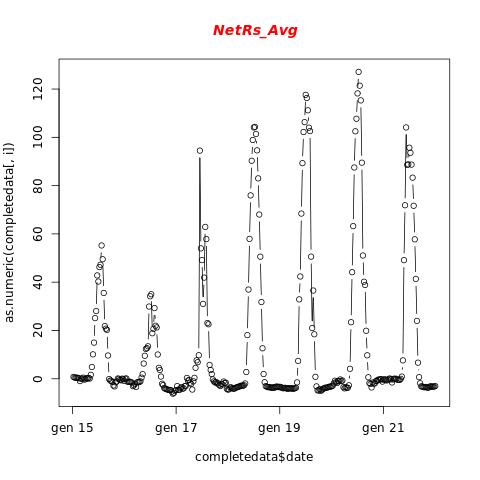 NetRs_Avg
as.numeric(completedata[, i])
120
100
80
60
40
20
0
gen 15
gen 17
gen 19
gen 21
completedata$date